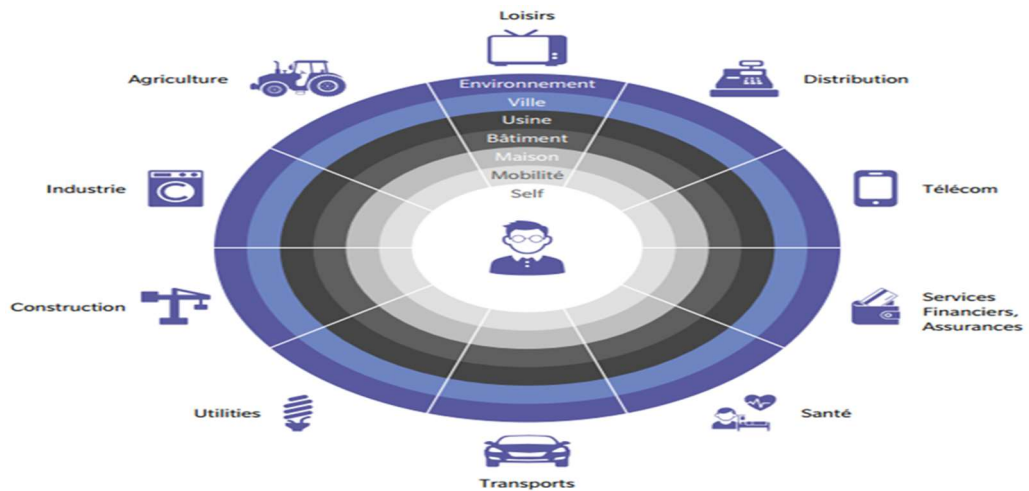 Loisirs
Agriculture
Distribution
Environnement
Ville
Usine
Bâtiment
Maison
Mobilité
Self
Industrie
Télécom
Construction
Services
Financiers,
Assurances
Utilities
Santé
Transports